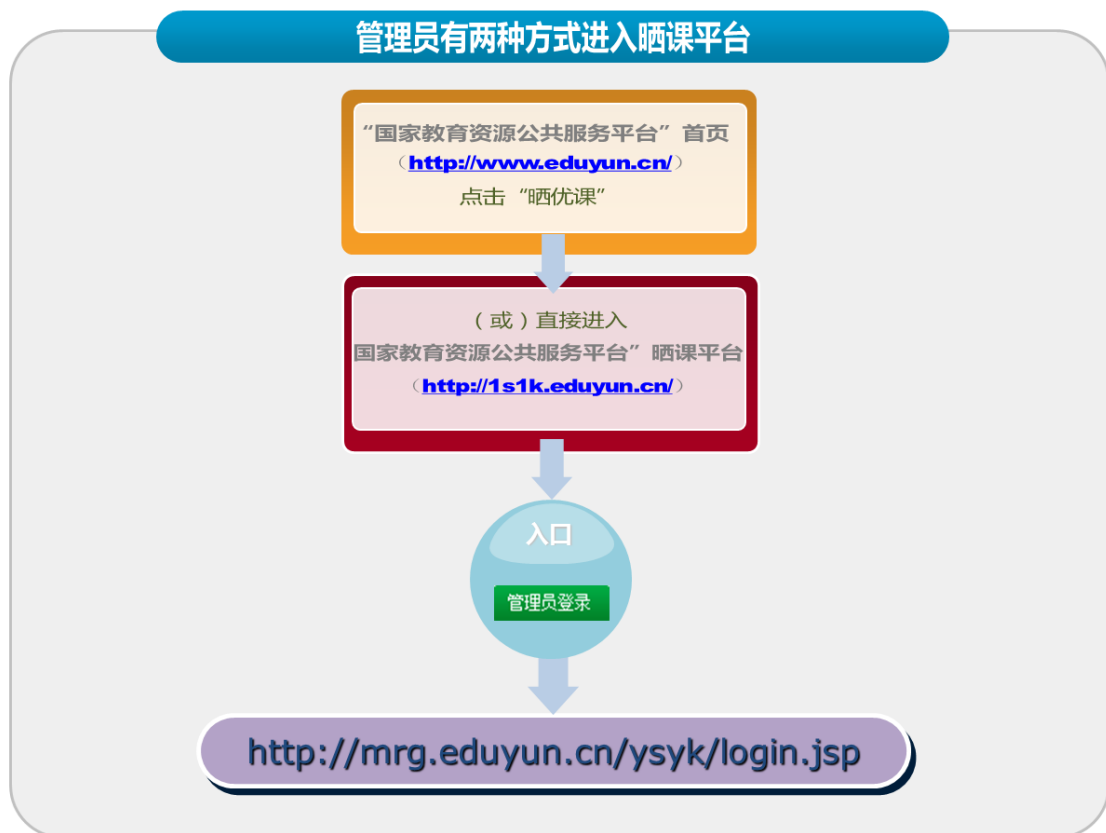 管理员有两种方式进入晒课平台
“国家教育资源公共服务平台”首页
（http://www.eduyun.cn/）
点击“晒优课”
（或）直接进入
国家教育资源公共服务平台”晒课平台
（http://1s1k.eduyun.cn/）
入口
管理员登录
http://mrg.eduyun.cn/ysyk/login.jsp